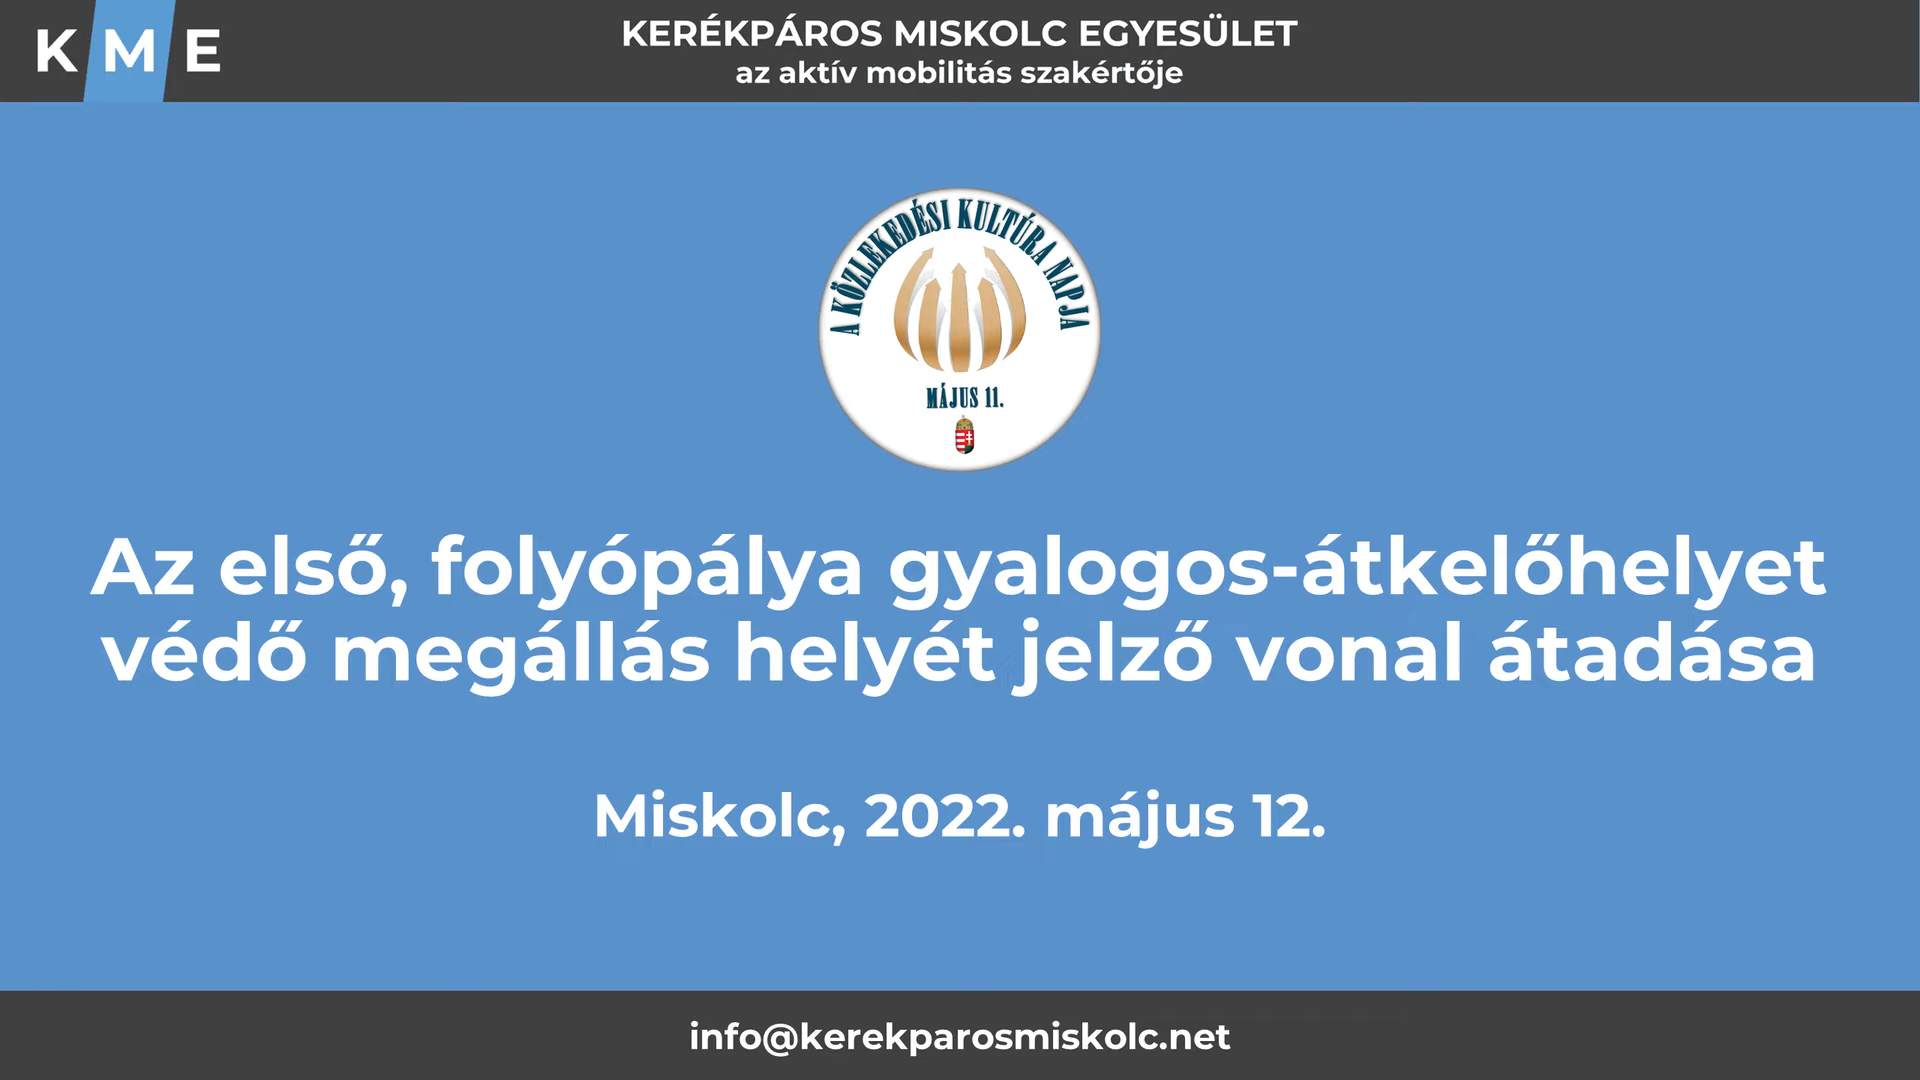 KME
KERÉKPÁROS MISKOLC EGYESÜLET
az aktív mobilitás szakértője
A KÖZLEKEDÉSI KULTÚRA NAPJA
MÁJUS 11.
Az első, folyópálya gyalogos-átkelőhelyet
védő megállás helyét jelző vonal átadása
Miskolc, 2022. május 12.
info@kerekparosmiskolc.net